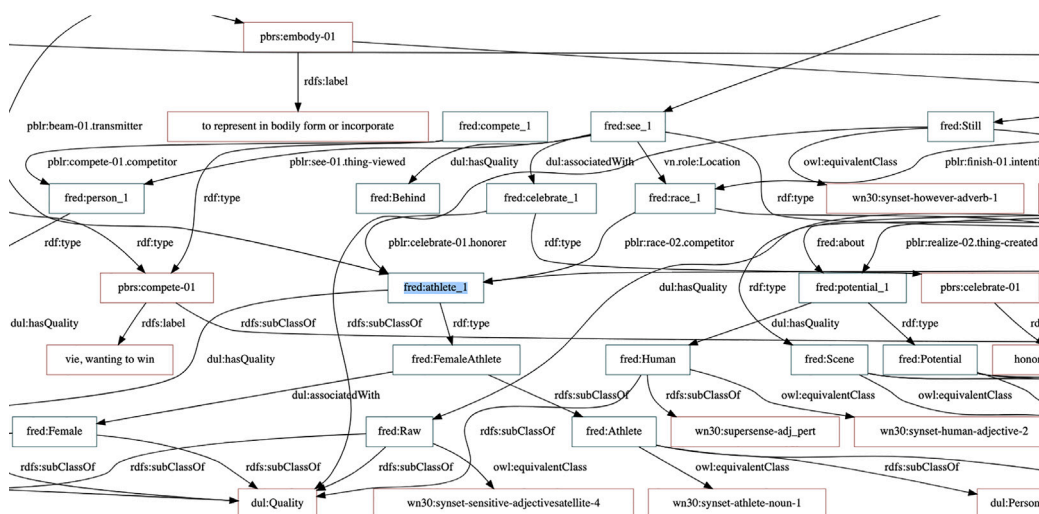 pbrs:embody-01
rdfs:label
pblr:beam-01.transmitter
to represent in bodily form or incorporate
fred:compete_1
fred:see_1
fred:Still
pblr:compete-01.competitor
pblr:see-01.thing-viewed
dul:hasQuality
dul:associatedWith
vn.role:Location
owl:equivalentClass
pblr:finish-01.intenti
fred:person_1
rdf:type
fred:Behind
fred:celebrate_1
fred:race_1
rdf:type
wn30:synset-however-adverb-1
rdf:type
rdf:type
pblr:celebrate-01.honorer
rdf:type
pblr:race-02.competitor
fred:about
pblr:realize-02.thing-created
pbrs:compete-01
fred:athlete_1
fred:potential_1
pbrs:celebrate-01
dul:hasQuality
rdf:type
dul:hasQuality
rdfs:label
rdfs:subClassOf
rdfs:subClassOf
rdf:type
dul:hasQuality
rdf:type
rdfs:l
vie, wanting to win
dul:hasQuality
fred:FemaleAthlete
fred:Human
fred:Scene
fred:Potential
honor
dul:associatedWith
rdfs:subClassOf
owl:equivalentClass
owl:equivalentClass
fred:Female
fred:Raw
rdfs:subClassOf
fred:Athlete
wn30:supersense-adj_pert
wn30:synset-human-adjective-2
rdfs:subClassOf
rdfs:subClassOf
owl:equivalentClass
owl:equivalentClass
rdfs:subClassOf
dul:Quality
wn30:synset-sensitive-adjectivesatellite-4
wn30:synset-athlete-noun-1
dul:Person